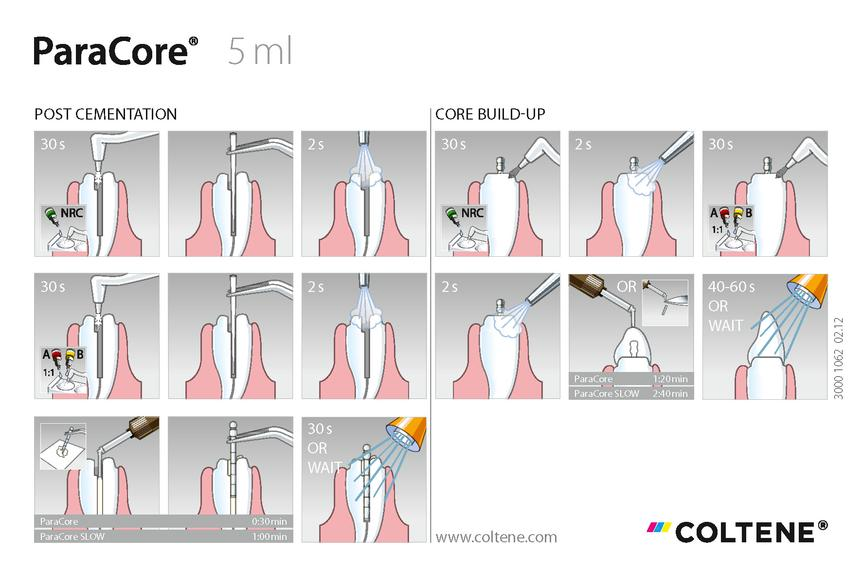 ParaCore® 5 ml
POST CEMENTATION
CORE BUILD-UP
30 s
NRC
2 s
30 s
NRC
2 s
30 s
A B
1:1
30 s
A B
1:1
2 s
2 s
OR
ParaCore 1:20 min
ParaCore SLOW 2:40 min
40-60 s
OR
WAIT
ParaCore 0:30 min
ParaCore SLOW 1:00 min
30 s
OR
WAIT
3000 1062 02.12
www.coltene.com
COLTENE®